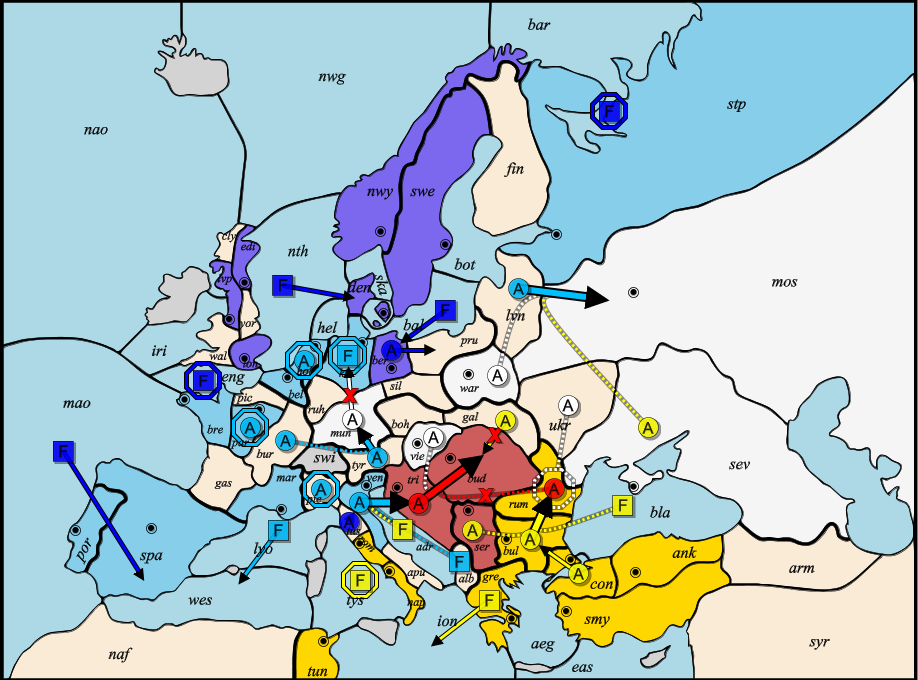 bar
nwg
stp
nao
fin
nwy
swe
cly
edi
nth
bot
mos
den
ska
lvp
F
F
A
lvn
yor
hel
bal
F
iri
wal
lon
F
eng
A
F
ber
A
pru
bel
sil
war
A
mao
pic
ruh
X
A
mun
boh
gal
A
A
ukr
bre
A
par
A
bur
swi
tyr
A
vie
A
X
A
F
gas
mar
A
ven
tri
bud
sev
A
A
A
X
rum
A
F
por
spa
F
lyo
A
tus
rom
F
adr
A
ser
bul
A
bla
F
alb
apu
gre
A
con
ank
arm
wes
F
tys
nap
F
ion
smy
naf
tun
aeg
eas
syr